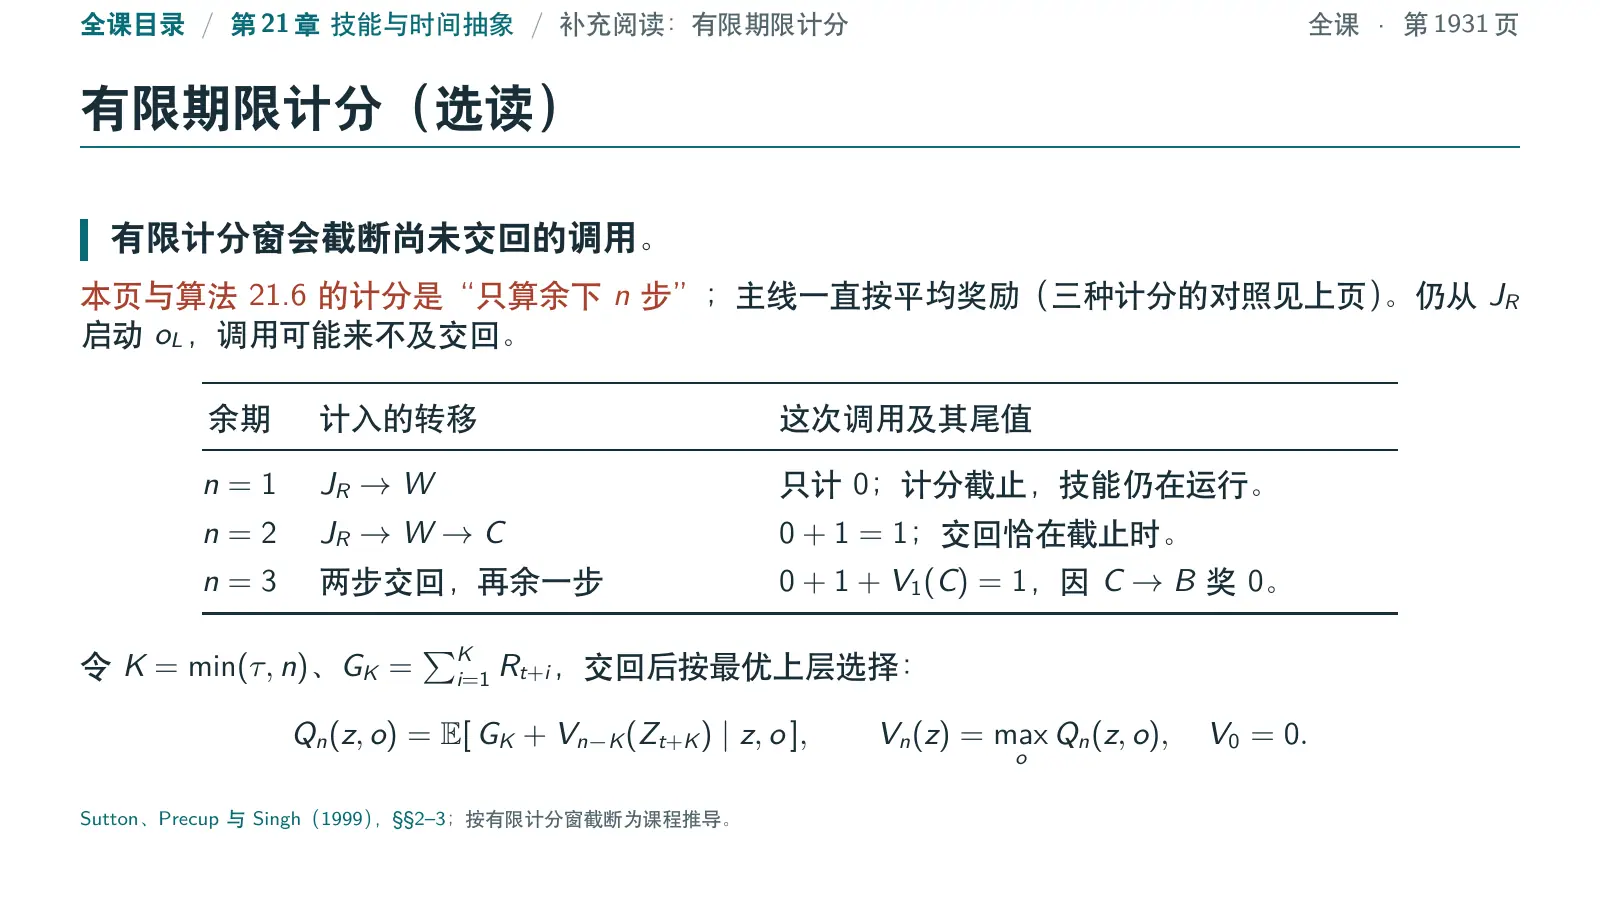 全课目录 / 第 21 章 技能与时间抽象 / 补充阅读：有限期限计分
全课 · 第 1931 页
有限期限计分（选读）
有限计分窗会截断尚未交回的调用。
本页与算法 21.6 的计分是“只算余下 n 步”；主线一直按平均奖励（三种计分的对照见上页）。仍从 J_R
启动 o_L，调用可能来不及交回。
余期 计入的转移 这次调用及其尾值
n = 1 J_R → W 只计 0；计分截止，技能仍在运行。
n = 2 J_R → W → C 0 + 1 = 1；交回恰在截止时。
n = 3 两步交回，再余一步 0 + 1 + V_1(C) = 1，因 C → B 奖 0。
令 K = min(τ, n)、G_K = ∑_{i=1}^{K} R_{t+i}，交回后按最优上层选择：
Q_n(z, o) = 𝔼[ G_K + V_{n−K}(Z_{t+K}) | z, o ], V_n(z) = max_o Q_n(z, o), V_0 = 0.
Sutton、Precup 与 Singh（1999），§§2–3；按有限计分窗截断为课程推导。